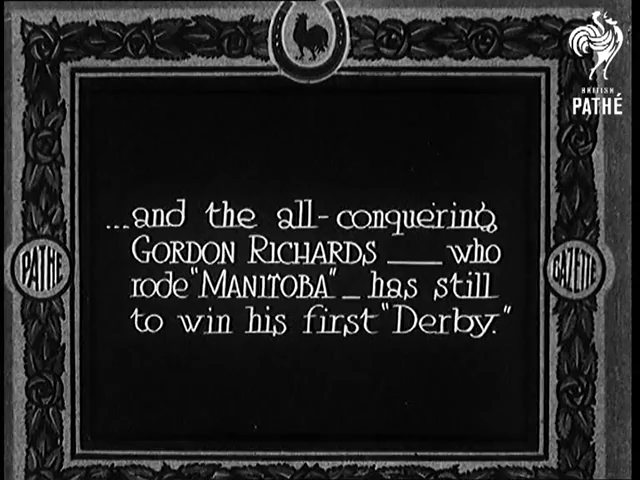 BRITISH
PATHÉ
...and the all-conquering
GORDON RICHARDS ___ who
rode "MANITOBA" _ has still
to win his first "Derby."
PATHE
GAZETTE